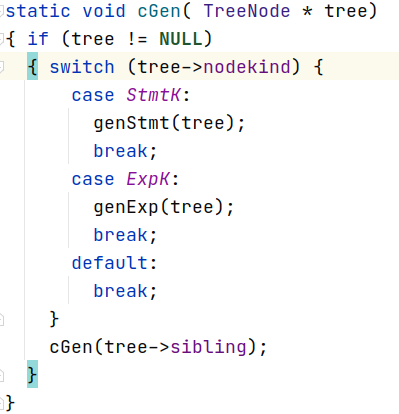 static void cGen( TreeNode * tree)
{ if (tree != NULL)
  { switch (tree->nodekind) {
      case StmtK:
        genStmt(tree);
        break;
      case ExpK:
        genExp(tree);
        break;
      default:
        break;
    }
    cGen(tree->sibling);
  }
}